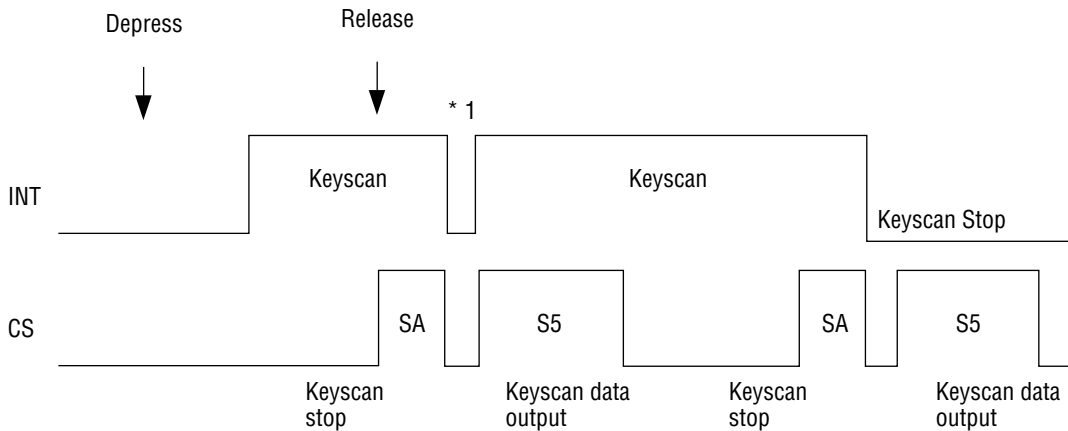 Depress
Release
* 1
INT
Keyscan
Keyscan
Keyscan Stop
CS
SA
S5
SA
S5
Keyscan
stop
Keyscan data
output
Keyscan
stop
Keyscan data
output